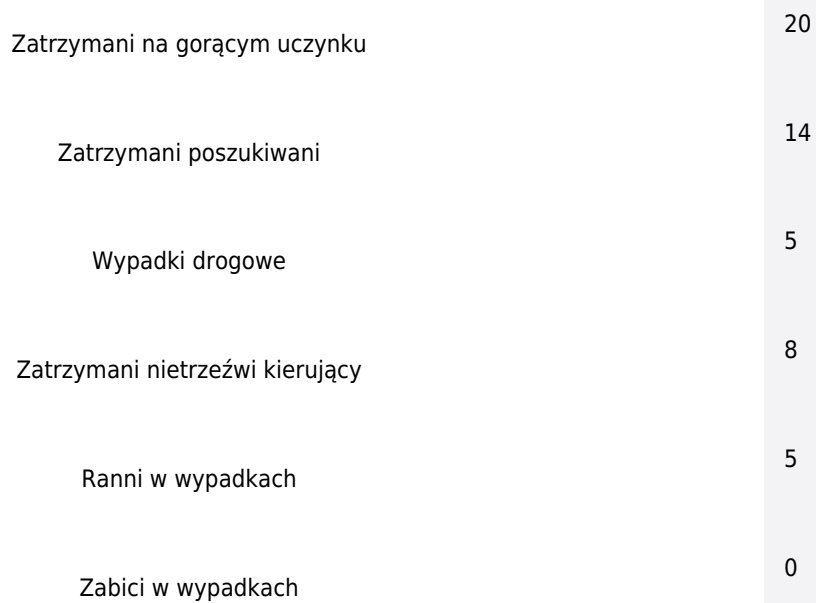 Zatrzymani na gorącym uczynku 20
Zatrzymani poszukiwani 14
Wypadki drogowe 5
Zatrzymani nietrzeźwi kierujący 8
Ranni w wypadkach 5
Zabici w wypadkach 0